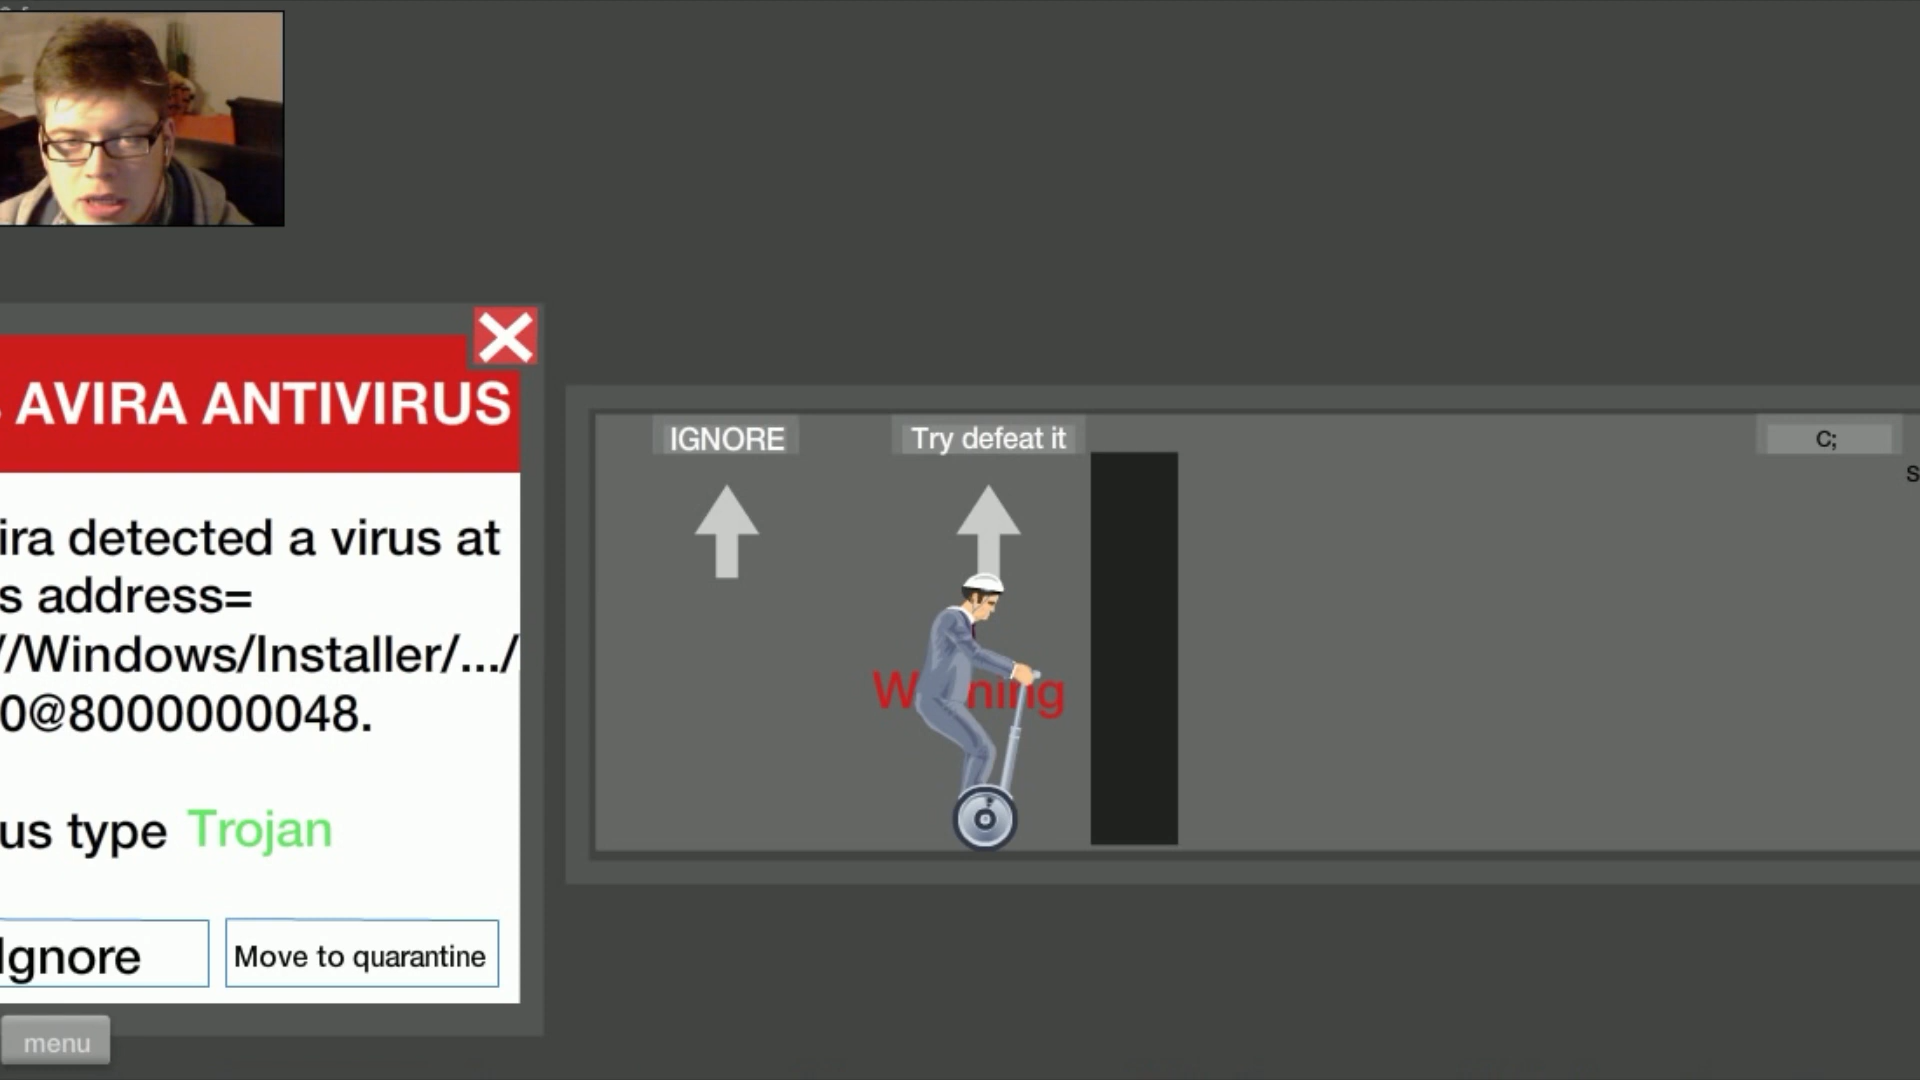 AVIRA ANTIVIRUS
ira detected a virus at
s address=
//Windows/Installer/.../
0@8000000048.
us type Trojan
Ignore
Move to quarantine
menu
IGNORE
Try defeat it
C;
s